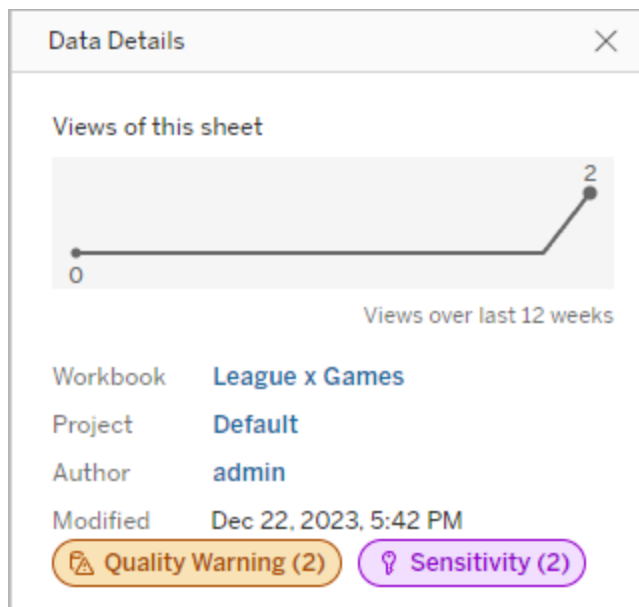 Data Details
Views of this sheet
2
0
Views over last 12 weeks
Workbook League x Games
Project Default
Author admin
Modified Dec 22, 2023, 5:42 PM
Quality Warning (2) Sensitivity (2)